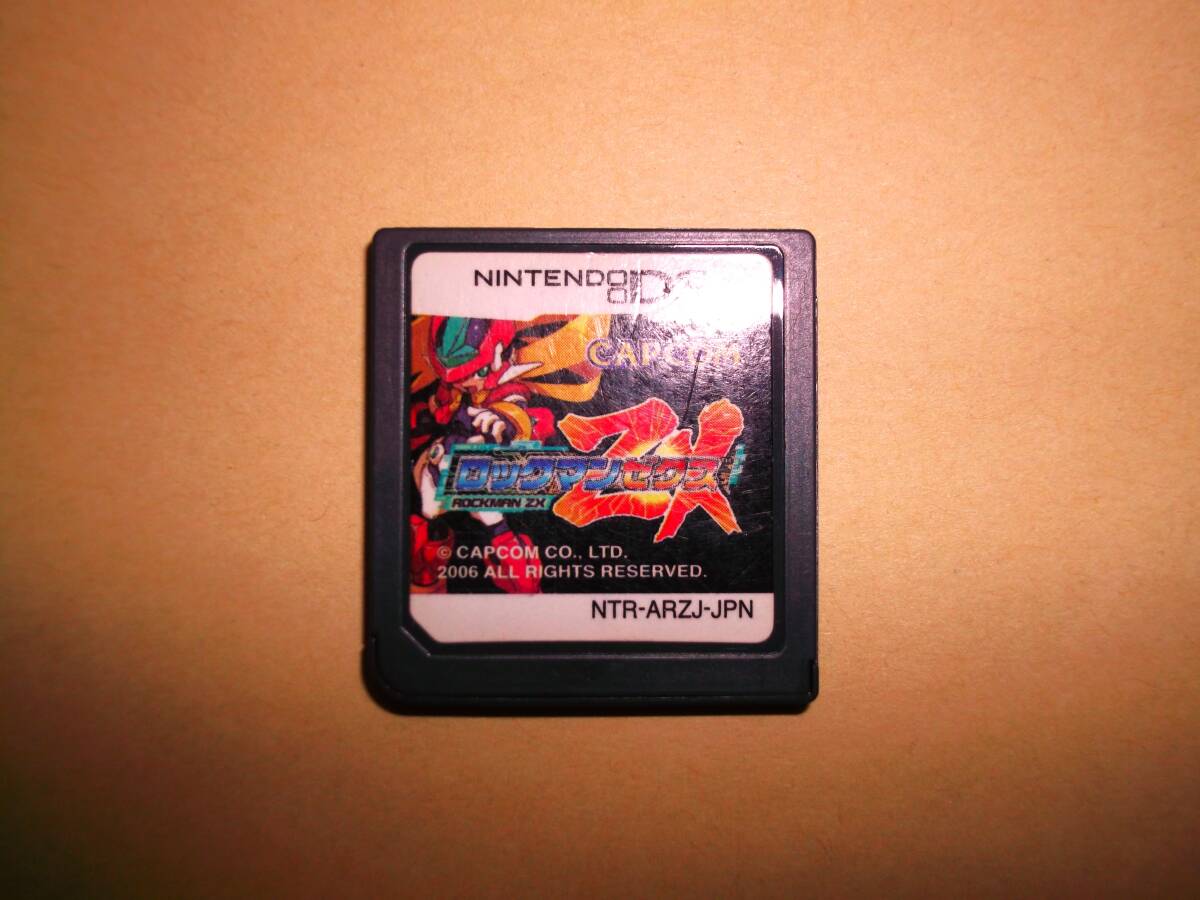 NINTENDO DS
CAPCOM
ロックマンゼクス
ZX
ROCKMAN ZX
© CAPCOM CO., LTD.
2006 ALL RIGHTS RESERVED.
NTR-ARZJ-JPN